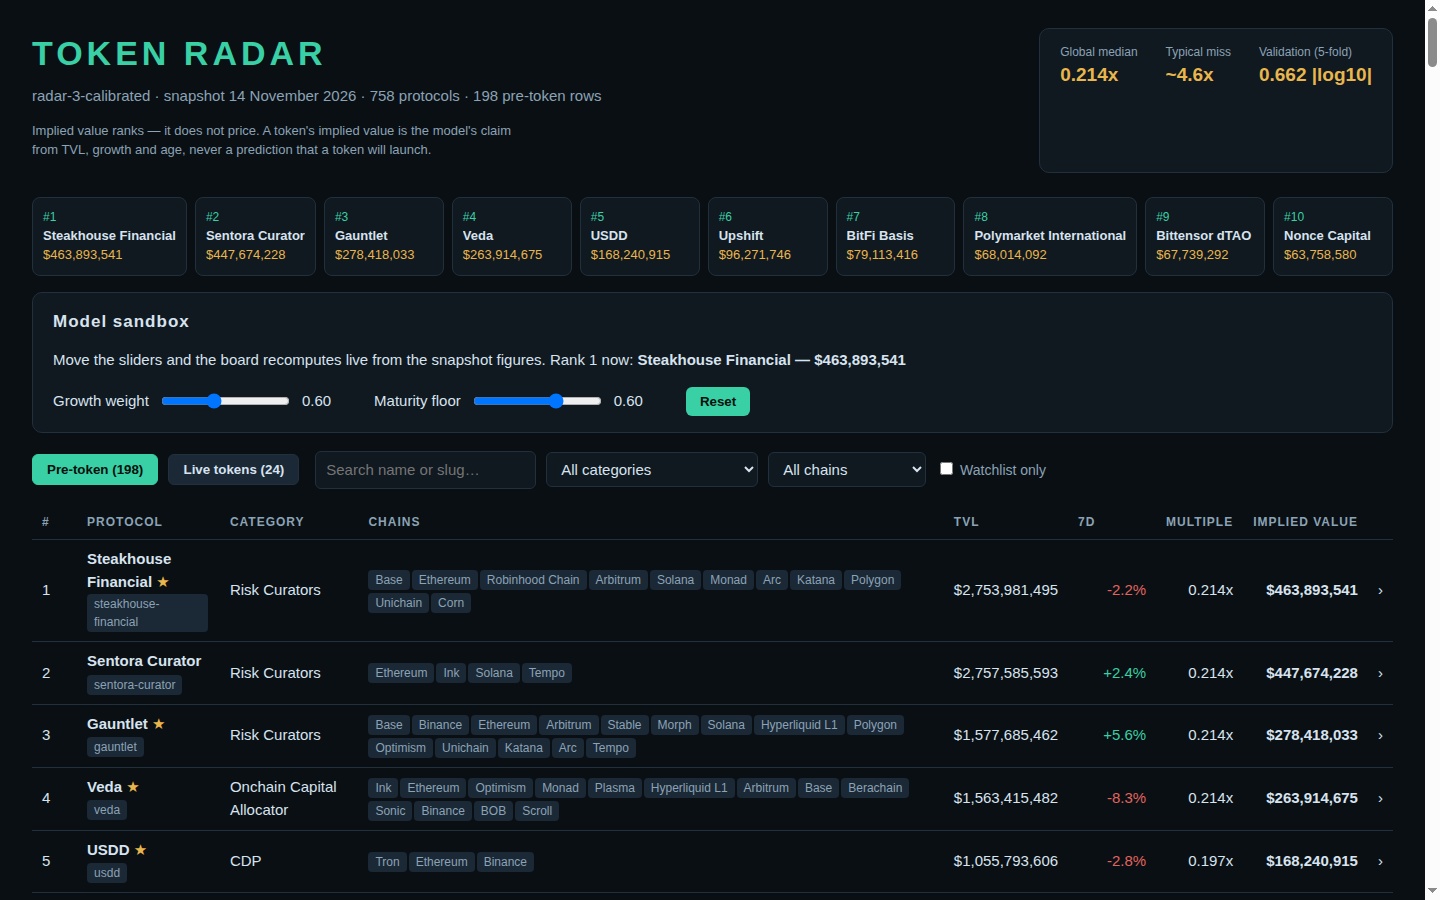 TOKEN RADAR
radar-3-calibrated · snapshot 14 November 2026 · 758 protocols · 198 pre-token rows
Implied value ranks — it does not price. A token's implied value is the model's claim
from TVL, growth and age, never a prediction that a token will launch.
Global median Typical miss Validation (5-fold)
0.214x ~4.6x 0.662 |log10|
#1 #2 #3 #4 #5 #6 #7 #8 #9 #10
Steakhouse Financial Sentora Curator Gauntlet Veda USDD Upshift BitFi Basis Polymarket International Bittensor dTAO Nonce Capital
$463,893,541 $447,674,228 $278,418,033 $263,914,675 $168,240,915 $96,271,746 $79,113,416 $68,014,092 $67,739,292 $63,758,580
Model sandbox
Move the sliders and the board recomputes live from the snapshot figures. Rank 1 now: Steakhouse Financial — $463,893,541
Growth weight 0.60 Maturity floor 0.60 Reset
Pre-token (198) Live tokens (24) Search name or slug… All categories All chains Watchlist only
# PROTOCOL CATEGORY CHAINS TVL 7D MULTIPLE IMPLIED VALUE
Steakhouse
Financial ★
1 Risk Curators Base Ethereum Robinhood Chain Arbitrum Solana Monad Arc Katana Polygon $2,753,981,495 -2.2% 0.214x $463,893,541 ›
steakhouse- Unichain Corn
financial
Sentora Curator
2 Risk Curators Ethereum Ink Solana Tempo $2,757,585,593 +2.4% 0.214x $447,674,228 ›
sentora-curator
Gauntlet ★ Base Binance Ethereum Arbitrum Stable Morph Solana Hyperliquid L1 Polygon
3 Risk Curators $1,577,685,462 +5.6% 0.214x $278,418,033 ›
gauntlet Optimism Unichain Katana Arc Tempo
Veda ★ Onchain Capital Ink Ethereum Optimism Monad Plasma Hyperliquid L1 Arbitrum Base Berachain
4 $1,563,415,482 -8.3% 0.214x $263,914,675 ›
veda Allocator Sonic Binance BOB Scroll
USDD ★
5 CDP Tron Ethereum Binance $1,055,793,606 -2.8% 0.197x $168,240,915 ›
usdd